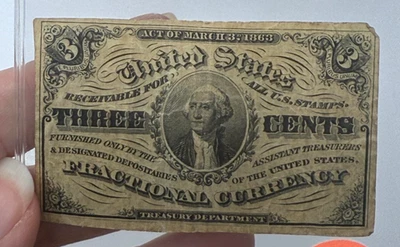 3 ACT OF MARCH 3. 1863 3
United States
RECEIVABLE FOR ALL U.S. STAMPS
THREE CENTS
FURNISHED ONLY BY THE ASSISTANT TREASURERS
& DESIGNATED DEPOSITARIES OF THE UNITED STATES.
FRACTIONAL CURRENCY
TREASURY DEPARTMENT